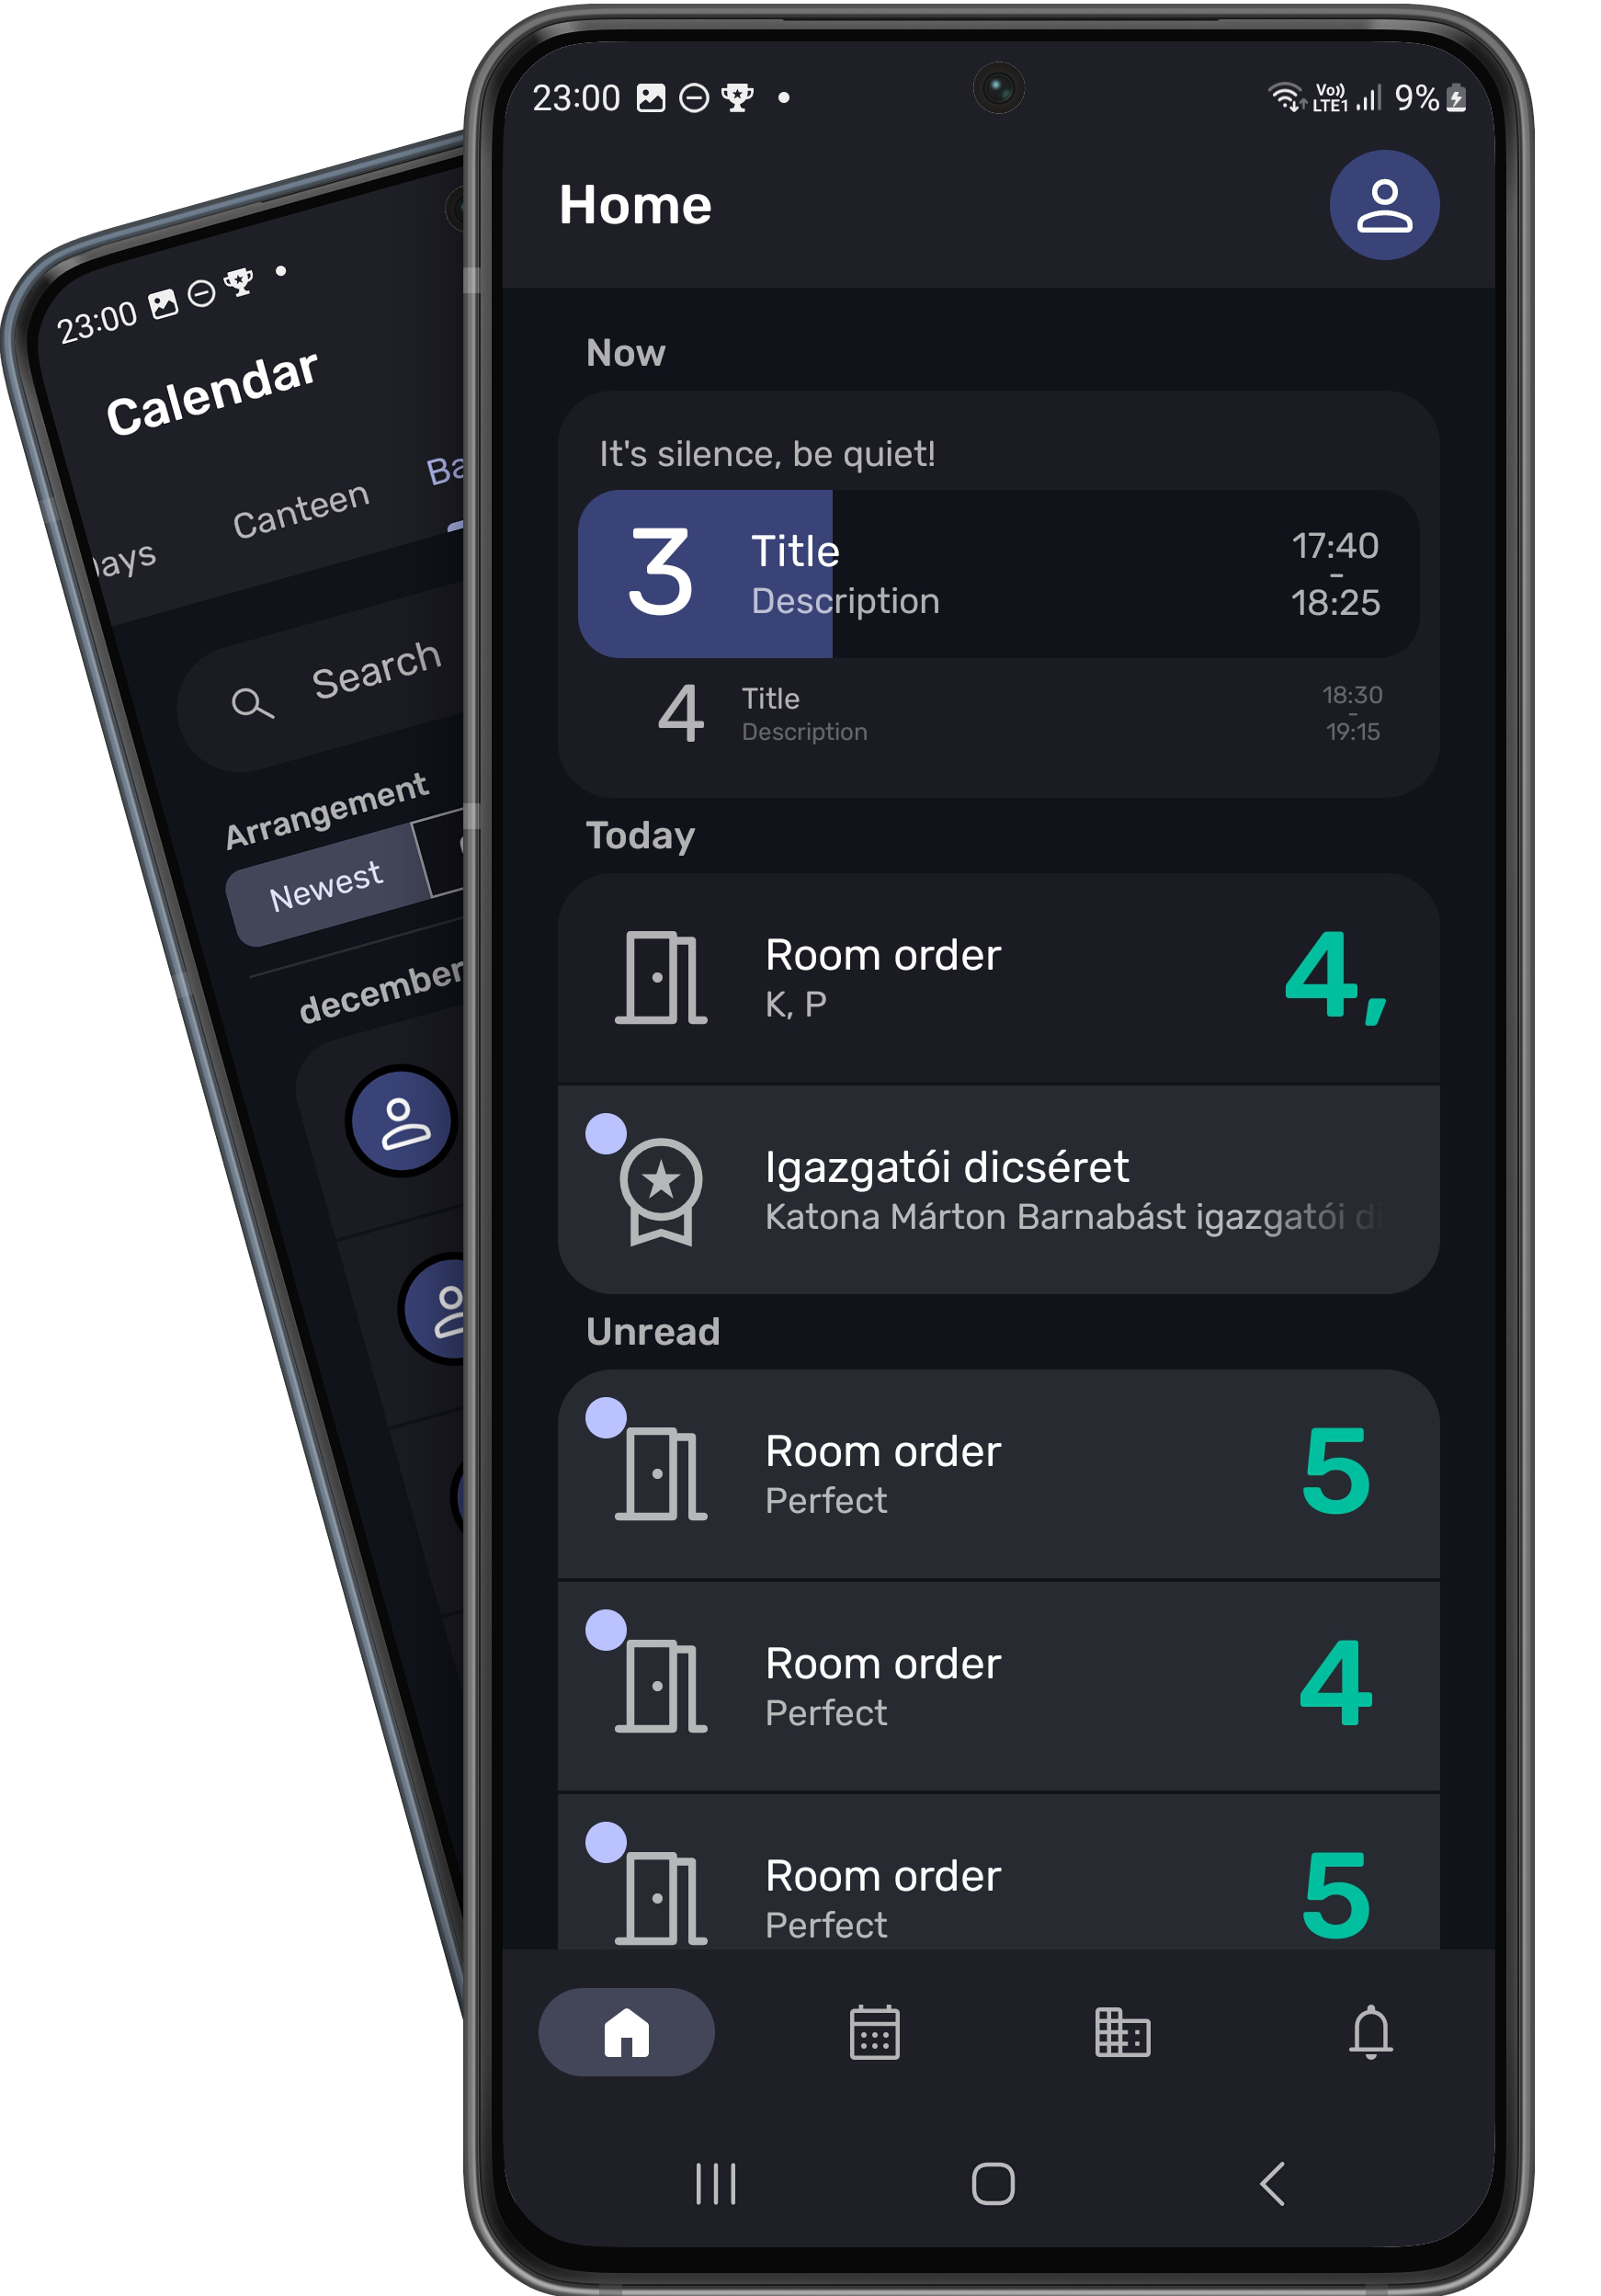 23:00
Calendar
Canteen
Search
Arrangement
Newest
december
23:00
Vo))
LTE1
9%
Home
Now
It's silence, be quiet!
3
Title
Description
17:40
-
18:25
4
Title
Description
18:30
-
19:15
Today
Room order
K, P
4,
Igazgatói dicséret
Katona Márton Barnabást igazgatói di
Unread
Room order
Perfect
5
Room order
Perfect
4
Room order
Perfect
5